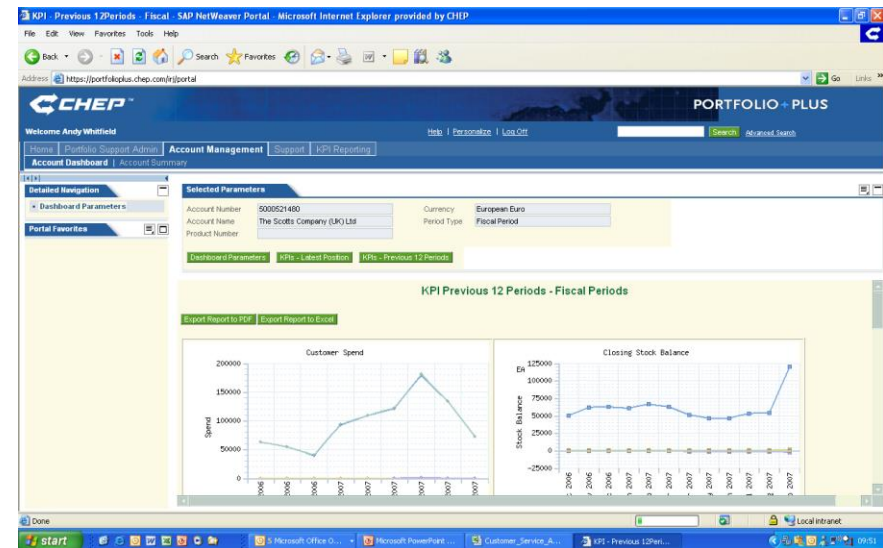 KPI - Previous 12Periods - Fiscal - SAP NetWeaver Portal - Microsoft Internet Explorer provided by CHEP
File Edit View Favorites Tools Help
Back Search Favorites
Address https://portfolioplus.chep.com/irj/portal Go Links
CHEP PORTFOLIO+PLUS
Welcome Andy Whitfield Help | Personalize | Log Off Search Advanced Search
Home Portfolio Support Admin Account Management Support KPI Reporting
Account Dashboard | Account Summary
Detailed Navigation Selected Parameters
Dashboard Parameters
Portal Favorites
Account Number 5000521480 Currency European Euro
Account Name The Scotts Company (UK) Ltd Period Type Fiscal Period
Product Number
Dashboard Parameters KPIs - Latest Position KPIs - Previous 12 Periods
KPI Previous 12 Periods - Fiscal Periods
Export Report to PDF Export Report to Excel
Customer Spend
Spend
200000
150000
100000
50000
0
2006 2006 2006 2007 2007 2007 2007 2007 2007
Closing Stock Balance
EA
Stock Balance
125000
100000
75000
50000
25000
0
-25000
2006 2006 2006 2007 2007 2007 2007 2007 2007 2007 2007 2007
Done Local intranet
start 5 Microsoft Office O... Microsoft PowerPoint ... Customer_Service_A... KPI - Previous 12Peri... 09:51